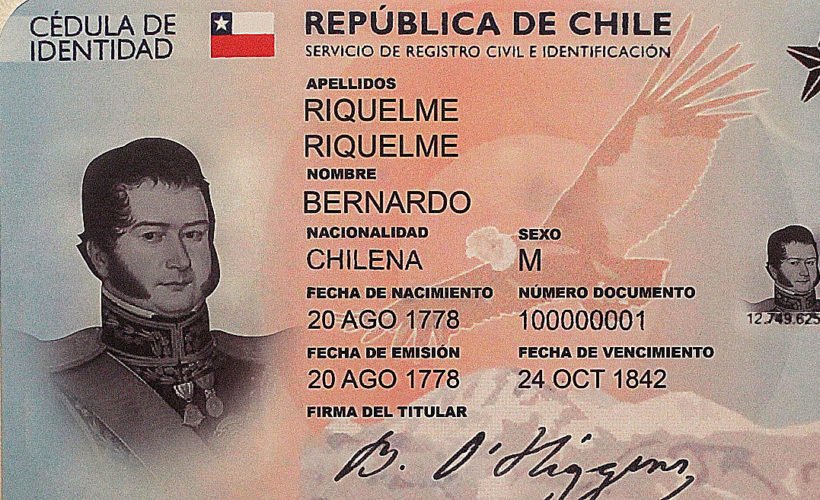 CÉDULA DE
IDENTIDAD
REPÚBLICA DE CHILE
SERVICIO DE REGISTRO CIVIL E IDENTIFICACIÓN
APELLIDOS
RIQUELME
RIQUELME
NOMBRE
BERNARDO
NACIONALIDAD SEXO
CHILENA M
FECHA DE NACIMIENTO NÚMERO DOCUMENTO
20 AGO 1778 100000001
12.749.625
FECHA DE EMISIÓN FECHA DE VENCIMIENTO
20 AGO 1778 24 OCT 1842
FIRMA DEL TITULAR
B. O'Higgins